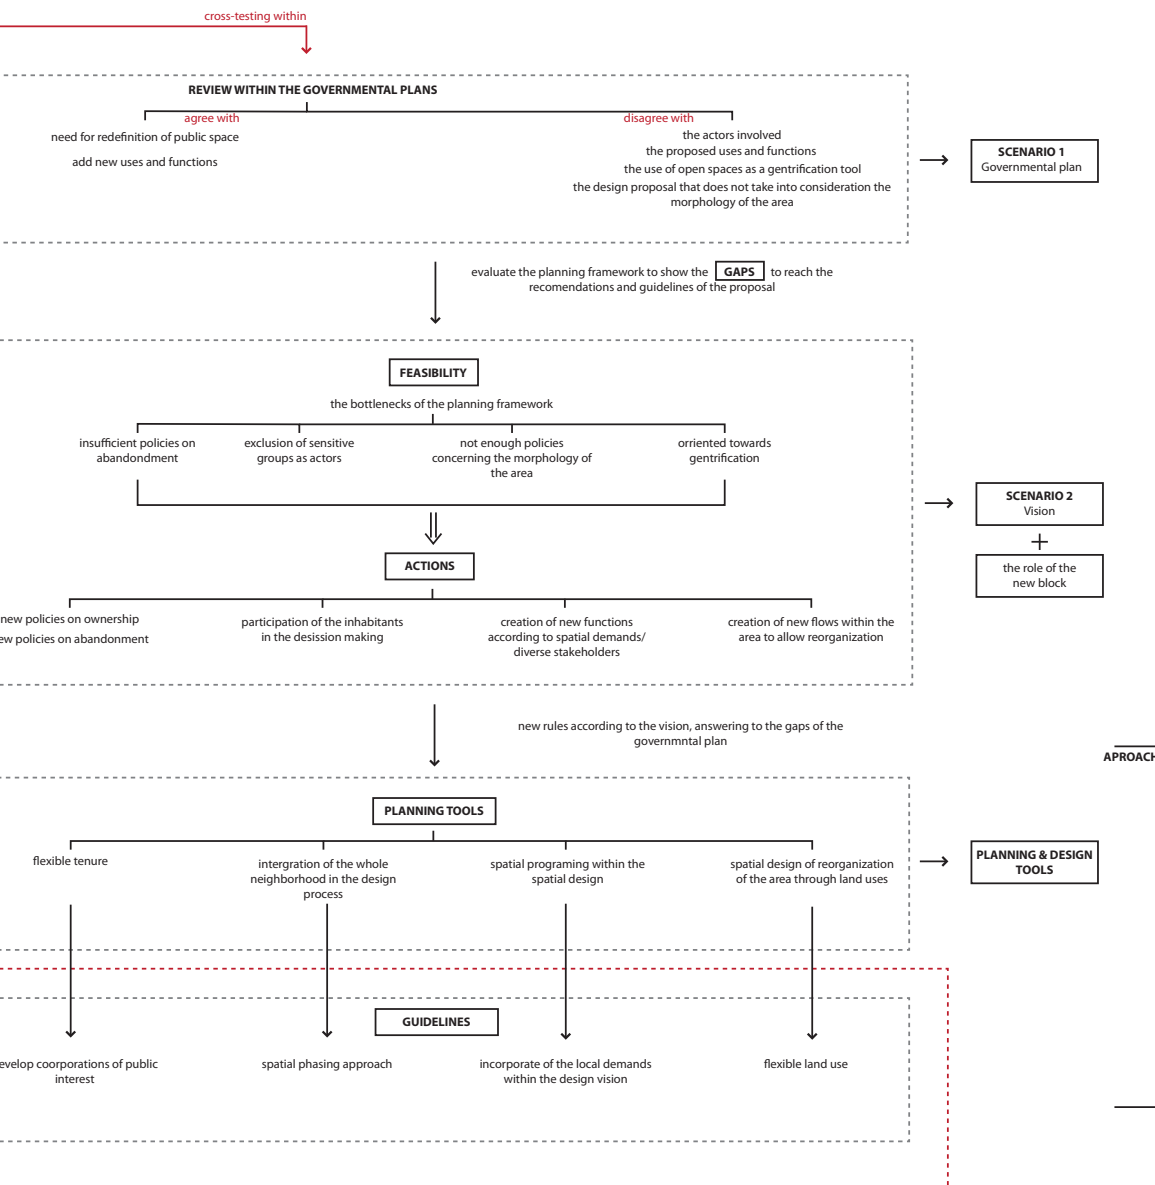 cross-testing within
REVIEW WITHIN THE GOVERNMENTAL PLANS
agree with
need for redefinition of public space
add new uses and functions
disagree with
the actors involved
the proposed uses and functions
the use of open spaces as a gentrification tool
the design proposal that does not take into consideration the
morphology of the area
SCENARIO 1
Governmental plan
evaluate the planning framework to show the GAPS to reach the
recomendations and guidelines of the proposal
FEASIBILITY
the bottlenecks of the planning framework
insufficient policies on
abandondment
exclusion of sensitive
groups as actors
not enough policies
concerning the morphology of
the area
orriented towards
gentrification
SCENARIO 2
Vision
+
the role of the
new block
ACTIONS
new policies on ownership
ew policies on abandonment
participation of the inhabitants
in the desission making
creation of new functions
according to spatial demands/
diverse stakeholders
creation of new flows within the
area to allow reorganization
new rules according to the vision, answering to the gaps of the
governmntal plan
APROACH
PLANNING TOOLS
flexible tenure
intergration of the whole
neighborhood in the design
process
spatial programing within the
spatial design
spatial design of reorganization
of the area through land uses
PLANNING & DESIGN
TOOLS
GUIDELINES
evelop coorporations of public
interest
spatial phasing approach
incorporate of the local demands
within the design vision
flexible land use